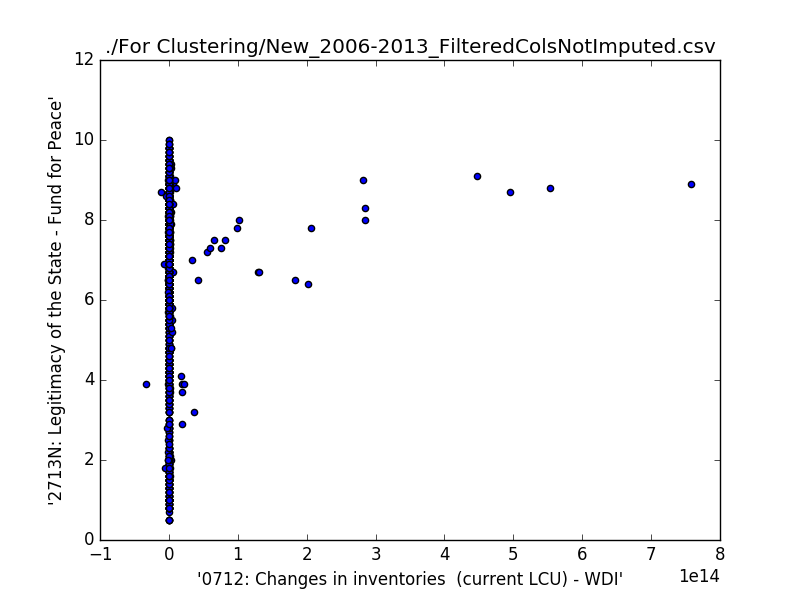 ./For Clustering/New_2006-2013_FilteredColsNotImputed.csv
12
10
8
6
4
2
0
'2713N: Legitimacy of the State - Fund for Peace'
−1 0 1 2 3 4 5 6 7 8
1e14
'0712: Changes in inventories  (current LCU) - WDI'